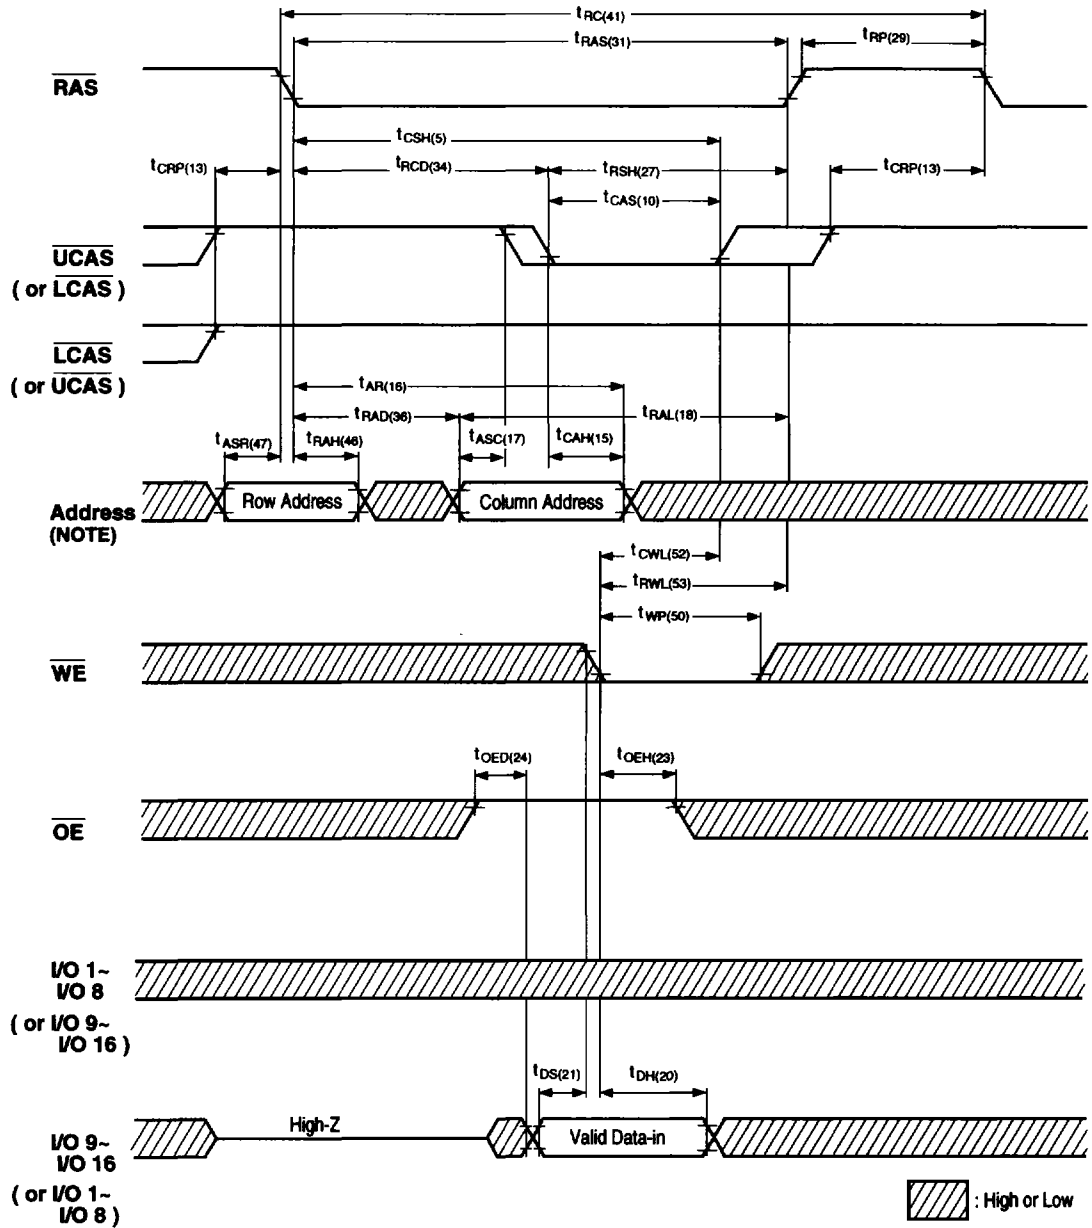 tRC(41)
tRAS(31)
tRP(29)
RAS
tCSH(5)
tCRP(13)
tRCD(34)
tRSH(27)
tCRP(13)
tCAS(10)
UCAS
( or LCAS )
LCAS
( or UCAS )
tAR(16)
tRAD(36)
tRAL(18)
tASR(47)
tRAH(46)
tASC(17)
tCAH(15)
Address
(NOTE)
Row Address
Column Address
tCWL(52)
tRWL(53)
tWP(50)
WE
tOED(24)
tOEH(23)
OE
I/O 1~
I/O 8
( or I/O 9~
I/O 16 )
tDS(21)
tDH(20)
I/O 9~
I/O 16
( or I/O 1~
I/O 8 )
High-Z
Valid Data-in
: High or Low